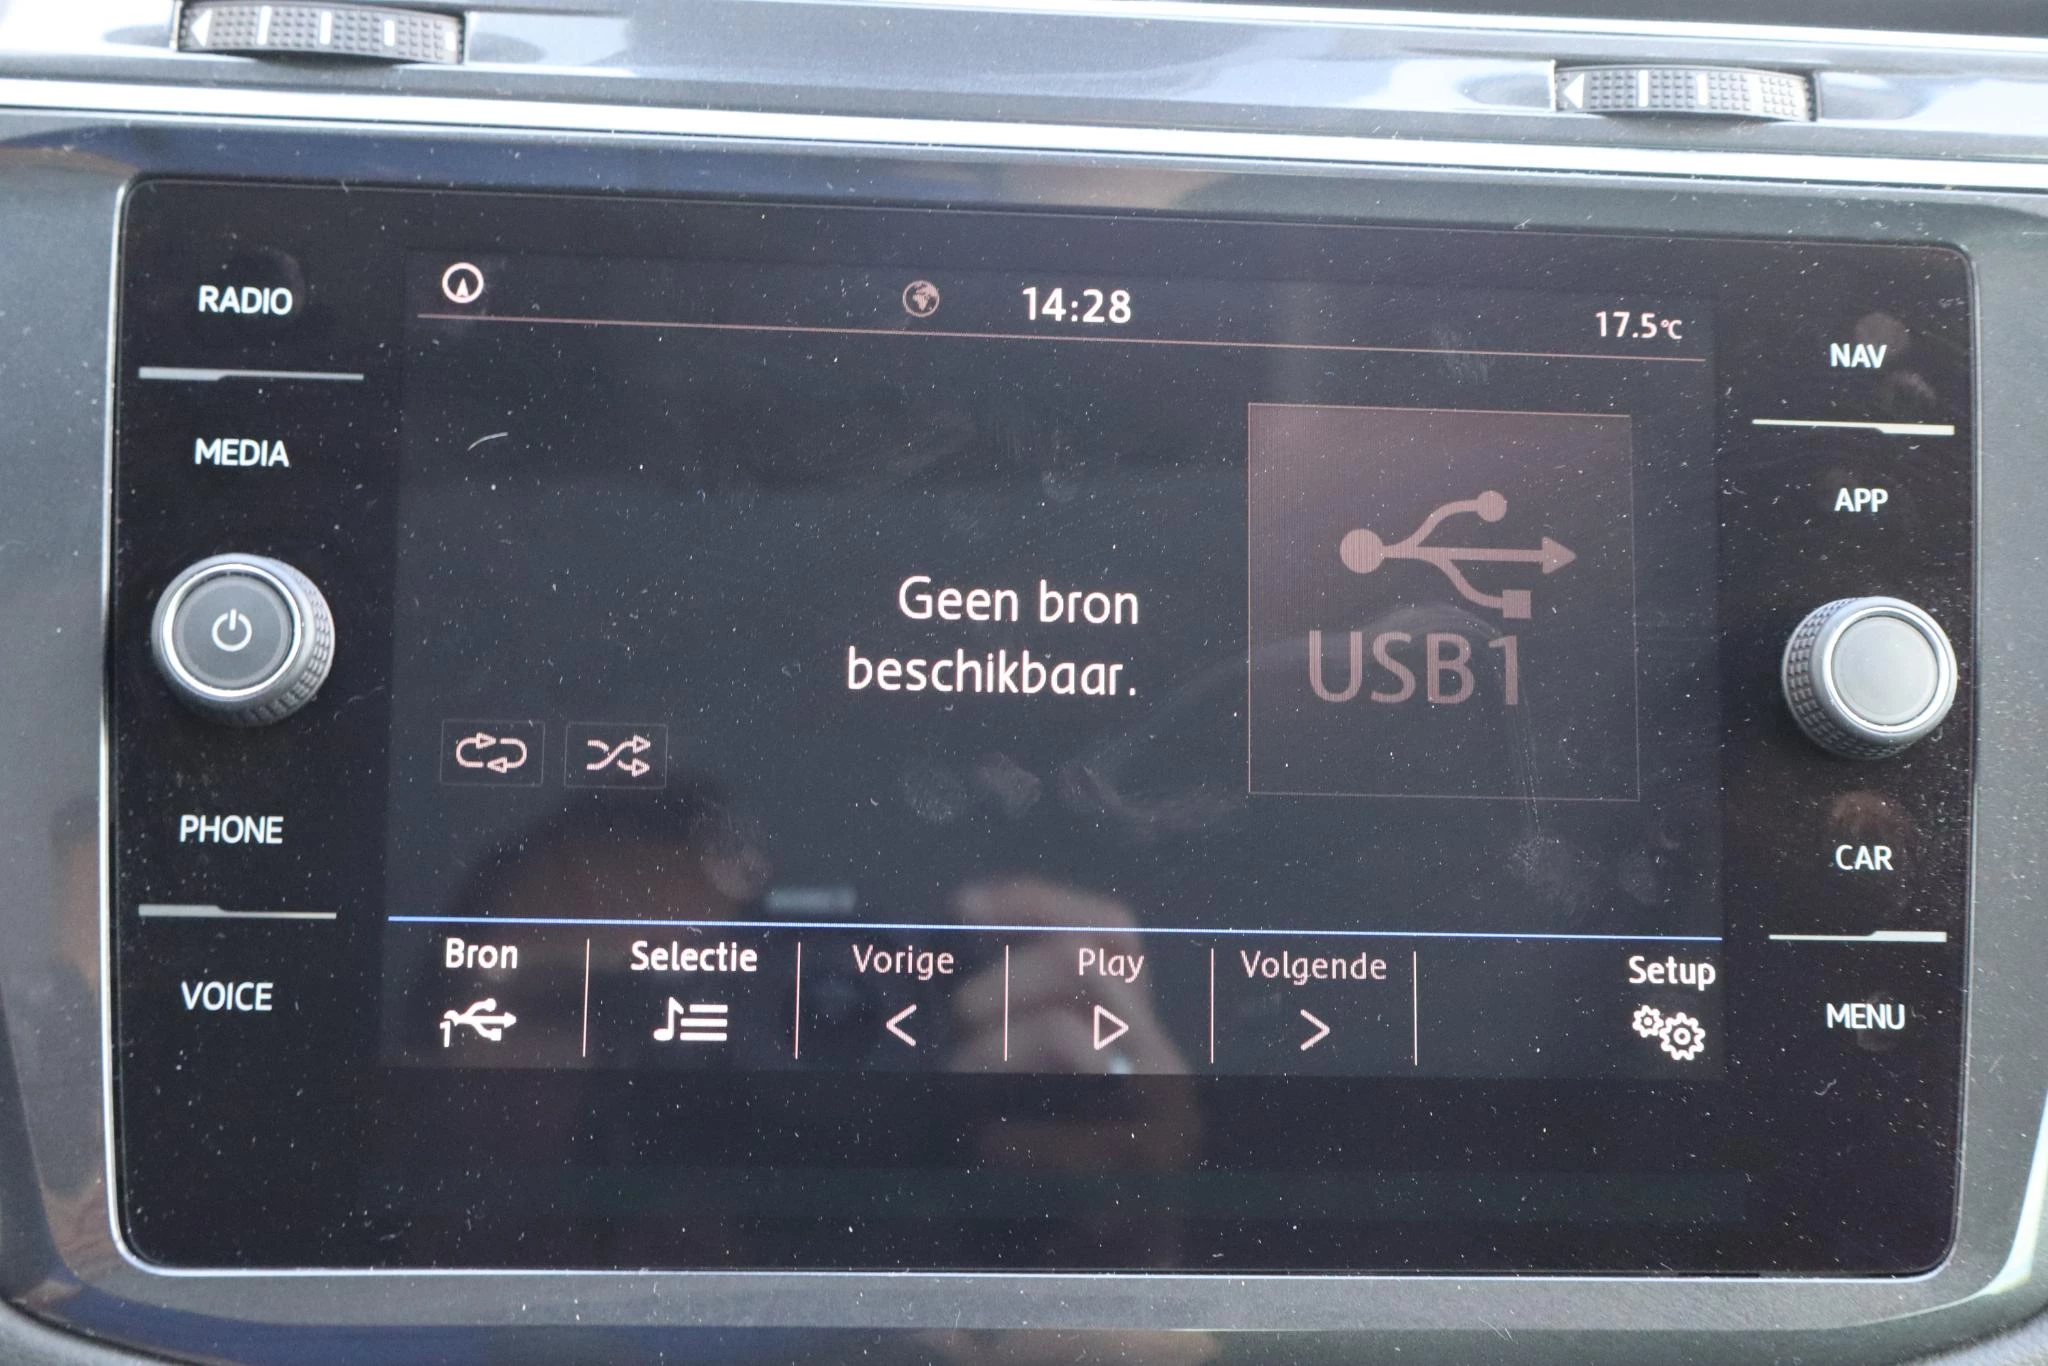 RADIO
MEDIA
PHONE
VOICE
14:28
17.5°C
Geen bron
beschikbaar.
USB1
Bron
1
Selectie
Vorige
Play
Volgende
Setup
NAV
APP
CAR
MENU